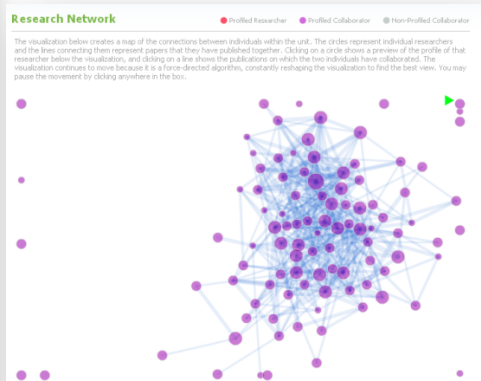 Research Network
Profiled Researcher
Profiled Collaborator
Non-Profiled Collaborator
The visualization below creates a map of the connections between individuals within the unit. The circles represent individual researchers
and the lines connecting them represent papers that they have published together. Clicking on a circle shows a preview of the profile of that
researcher below the visualization, and clicking on a line shows the publications on which the two individuals have collaborated. The
visualization continues to move because it is a force-directed algorithm, constantly reshaping the visualization to find the best view. You may
pause the movement by clicking anywhere in the box.